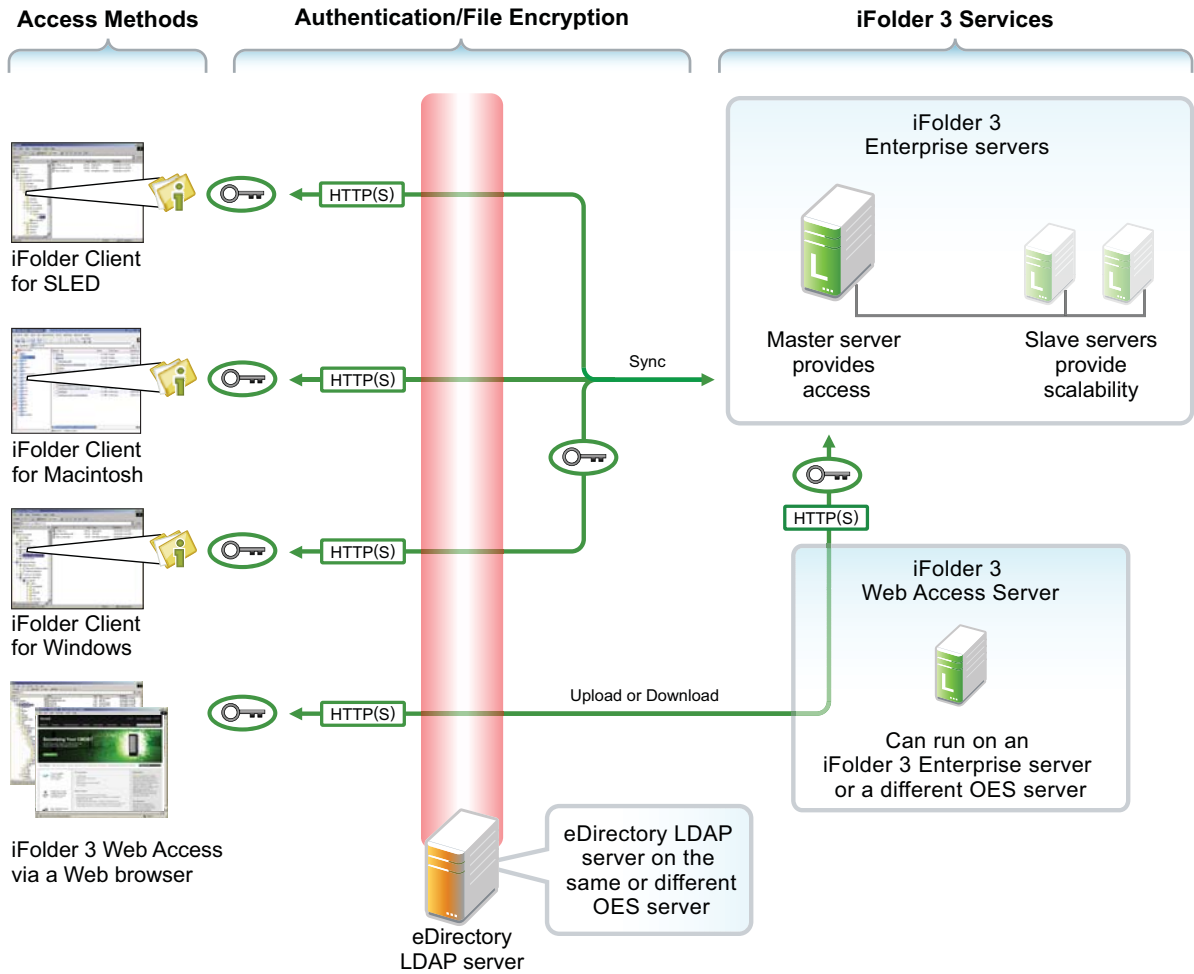 Access Methods
Authentication/File Encryption
iFolder 3 Services
iFolder Client
for SLED
HTTP(S)
iFolder Client
for Macintosh
HTTP(S)
iFolder Client
for Windows
HTTP(S)
iFolder 3 Web Access
via a Web browser
HTTP(S)
Sync
Upload or Download
eDirectory
LDAP server
eDirectory LDAP
server on the
same or different
OES server
iFolder 3
Enterprise servers
L
Master server
provides
access
L
L
Slave servers
provide
scalability
HTTP(S)
iFolder 3
Web Access Server
L
Can run on an
iFolder 3 Enterprise server
or a different OES server